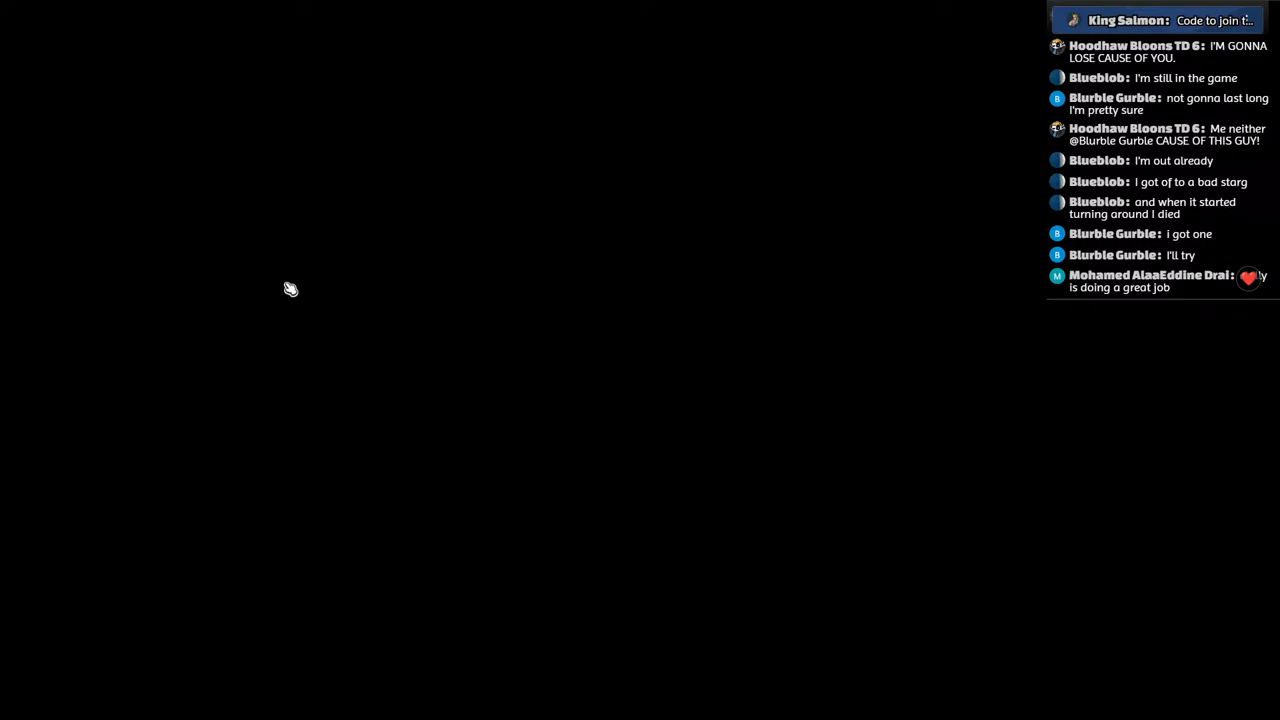 King Salmon: Code to join t...
Hoodhaw Bloons TD 6: I'M GONNA
LOSE CAUSE OF YOU.
Blueblob: I'm still in the game
Blurble Gurble: not gonna last long
I'm pretty sure
Hoodhaw Bloons TD 6: Me neither
@Blurble Gurble CAUSE OF THIS GUY!
Blueblob: I'm out already
Blueblob: I got of to a bad starg
Blueblob: and when it started
turning around I died
B Blurble Gurble: i got one
B Blurble Gurble: I'll try
M Mohamed AlaaEddine Drai:
is doing a great job